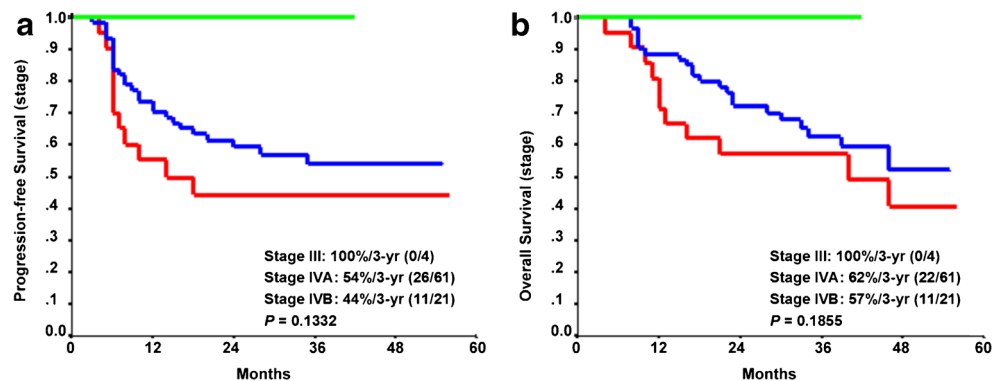 a
Progression-free Survival (stage)
1.0
.9
.8
.7
.6
.5
.4
.3
.2
.1
0.0
Stage III: 100%/3-yr (0/4)
Stage IVA: 54%/3-yr (26/61)
Stage IVB: 44%/3-yr (11/21)
P = 0.1332
0 12 24 36 48 60
Months
b
Overall Survival (stage)
1.0
.9
.8
.7
.6
.5
.4
.3
.2
.1
0.0
Stage III: 100%/3-yr (0/4)
Stage IVA: 62%/3-yr (22/61)
Stage IVB: 57%/3-yr (11/21)
P = 0.1855
0 12 24 36 48 60
Months